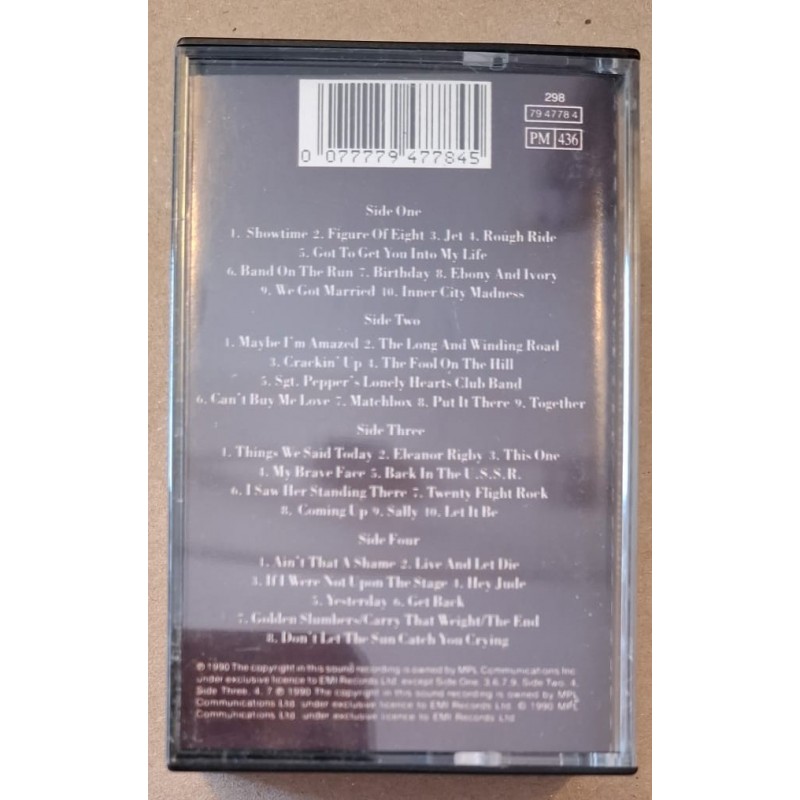 298
79 4778 4
PM 436
0 077779 477845
Side One
1. Showtime 2. Figure Of Eight 3. Jet 4. Rough Ride
5. Got To Get You Into My Life
6. Band On The Run 7. Birthday 8. Ebony And Ivory
9. We Got Married 10. Inner City Madness
Side Two
1. Maybe I'm Amazed 2. The Long And Winding Road
3. Crackin' Up 4. The Fool On The Hill
5. Sgt. Pepper's Lonely Hearts Club Band
6. Can't Buy Me Love 7. Matchbox 8. Put It There 9. Together
Side Three
1. Things We Said Today 2. Eleanor Rigby 3. This One
4. My Brave Face 5. Back In The U.S.S.R.
6. I Saw Her Standing There 7. Twenty Flight Rock
8. Coming Up 9. Sally 10. Let It Be
Side Four
1. Ain't That A Shame 2. Live And Let Die
3. If I Were Not Upon The Stage 4. Hey Jude
5. Yesterday 6. Get Back
7. Golden Slumbers/Carry That Weight/The End
8. Don't Let The Sun Catch You Crying
℗ 1990 The copyright in this sound recording is owned by MPL Communications Inc
under exclusive licence to EMI Records Ltd except Side One. 3.6.7.9. Side Two. 4.
Side Three. 4. 7 ℗ 1990 The copyright in this sound recording is owned by MPL
Communications Ltd. under exclusive licence to EMI Records Ltd. © 1990 MPL
Communications Ltd. under exclusive licence to EMI Records Ltd